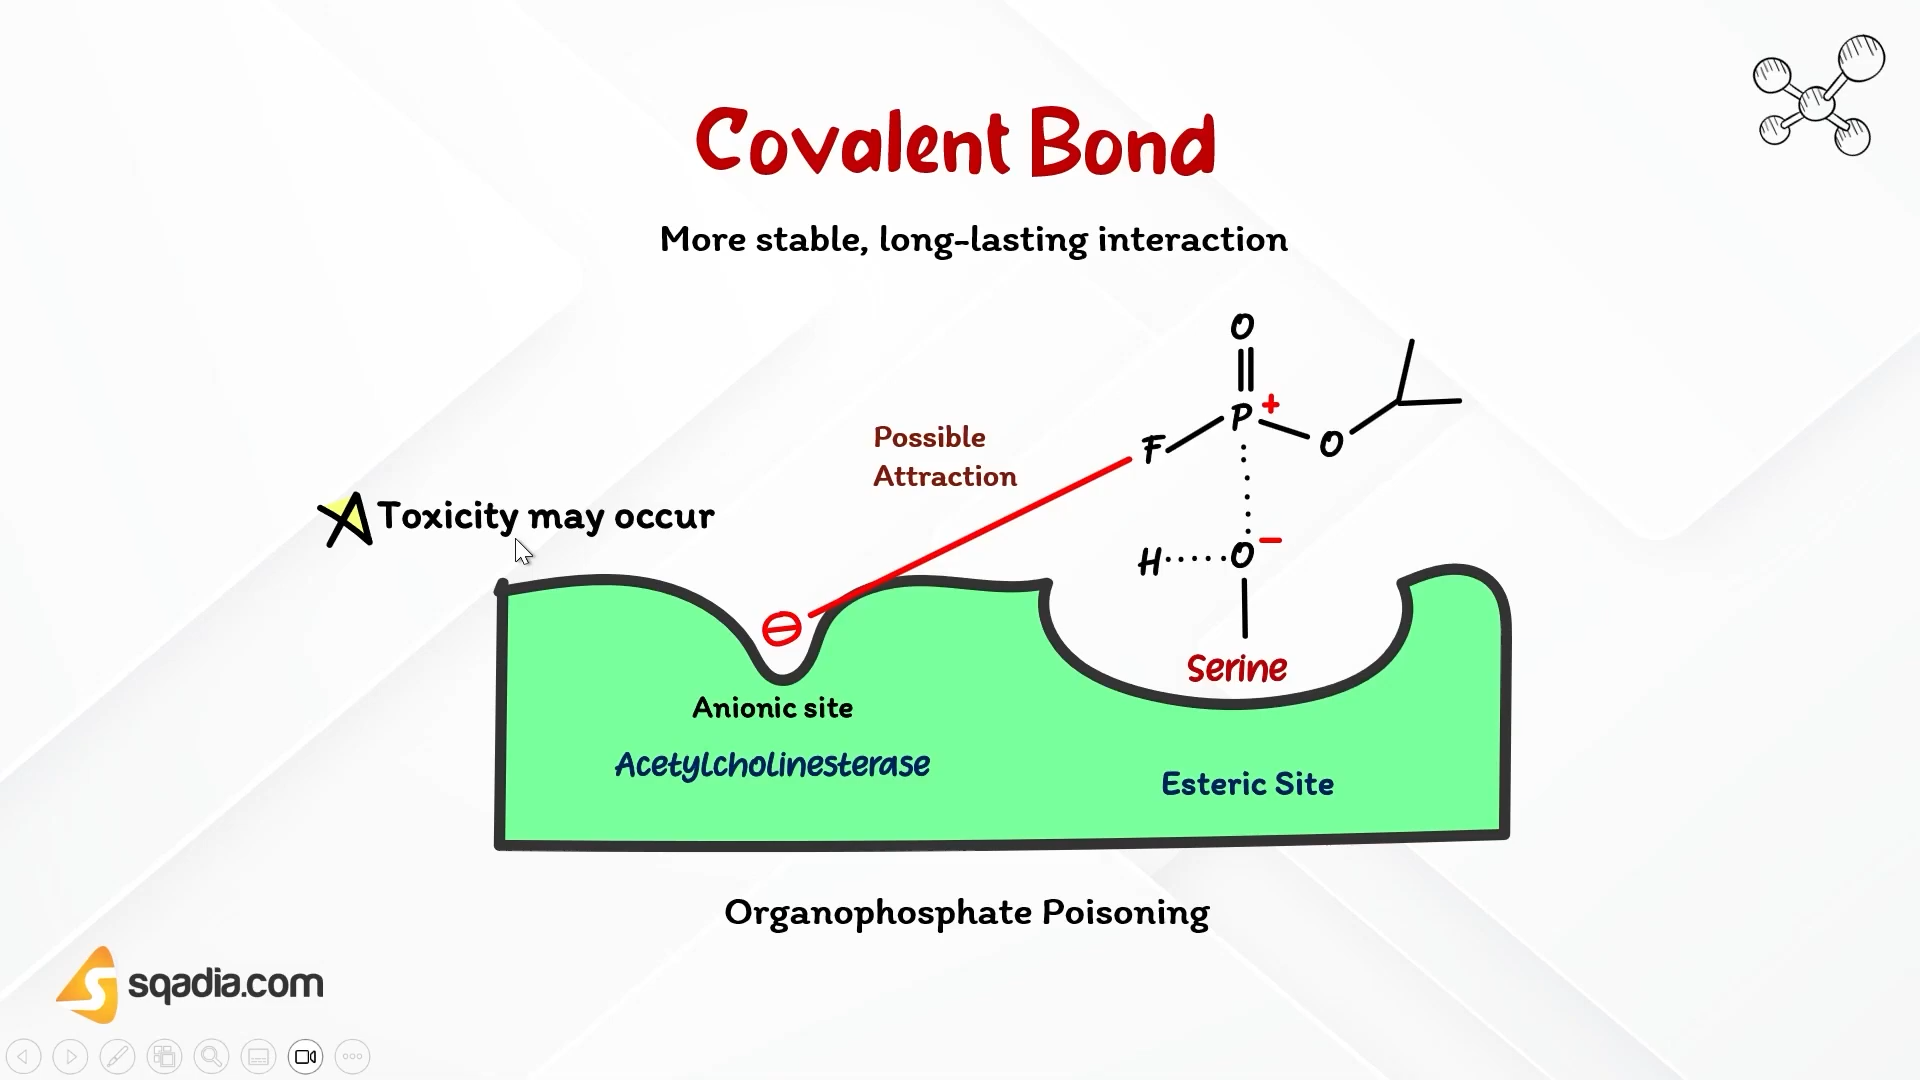 Covalent Bond
More stable, long-lasting interaction
O
P +
F
O
Possible
Attraction
Toxicity may occur
H
O −
Serine
Anionic site
Acetylcholinesterase
Esteric Site
Organophosphate Poisoning
sqadia.com